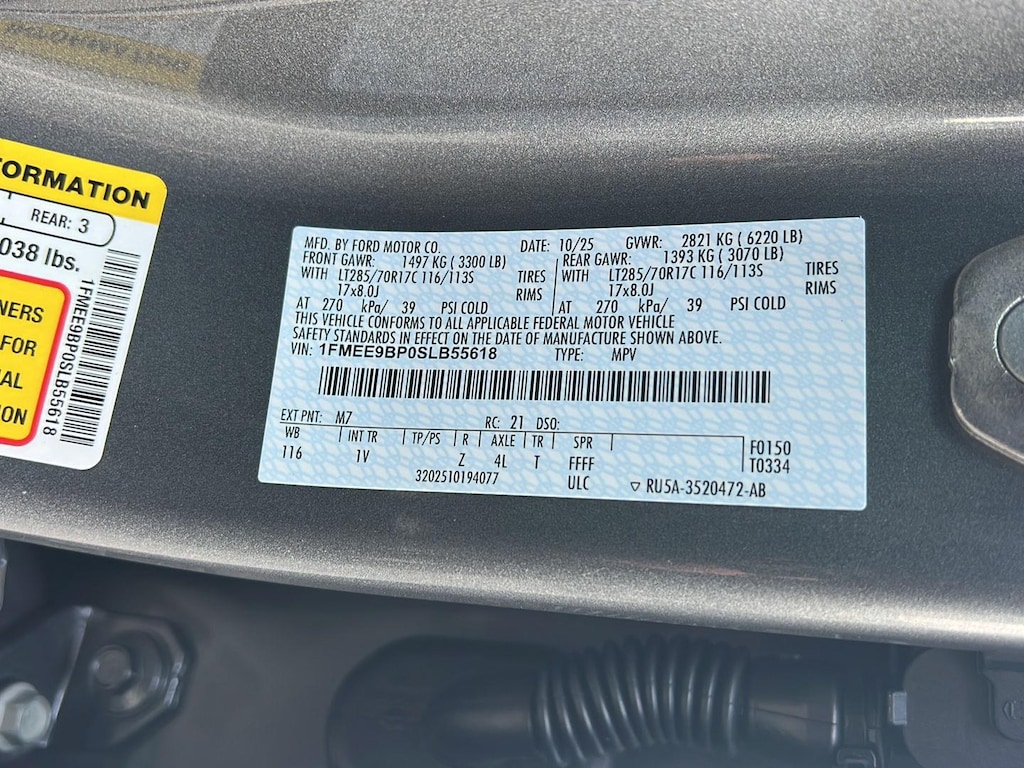 FORMATION
REAR: 3
038 lbs.
NERS
FOR
AL
ON
1FMEE9BP0SLB55618
MFD. BY FORD MOTOR CO. DATE: 10/25 GVWR: 2821 KG ( 6220 LB)
FRONT GAWR: 1497 KG ( 3300 LB) REAR GAWR: 1393 KG ( 3070 LB)
WITH LT285/70R17C 116/113S TIRES WITH LT285/70R17C 116/113S TIRES
17x8.0J RIMS 17x8.0J RIMS
AT 270 kPa/ 39 PSI COLD AT 270 kPa/ 39 PSI COLD
THIS VEHICLE CONFORMS TO ALL APPLICABLE FEDERAL MOTOR VEHICLE
SAFETY STANDARDS IN EFFECT ON THE DATE OF MANUFACTURE SHOWN ABOVE.
VIN: 1FMEE9BP0SLB55618 TYPE: MPV
EXT PNT: M7 RC: 21 DSO:
WB INT TR TP/PS R AXLE TR SPR F0150
116 1V Z 4L T FFFF T0334
3202510194077 ULC ▽ RU5A-3520472-AB